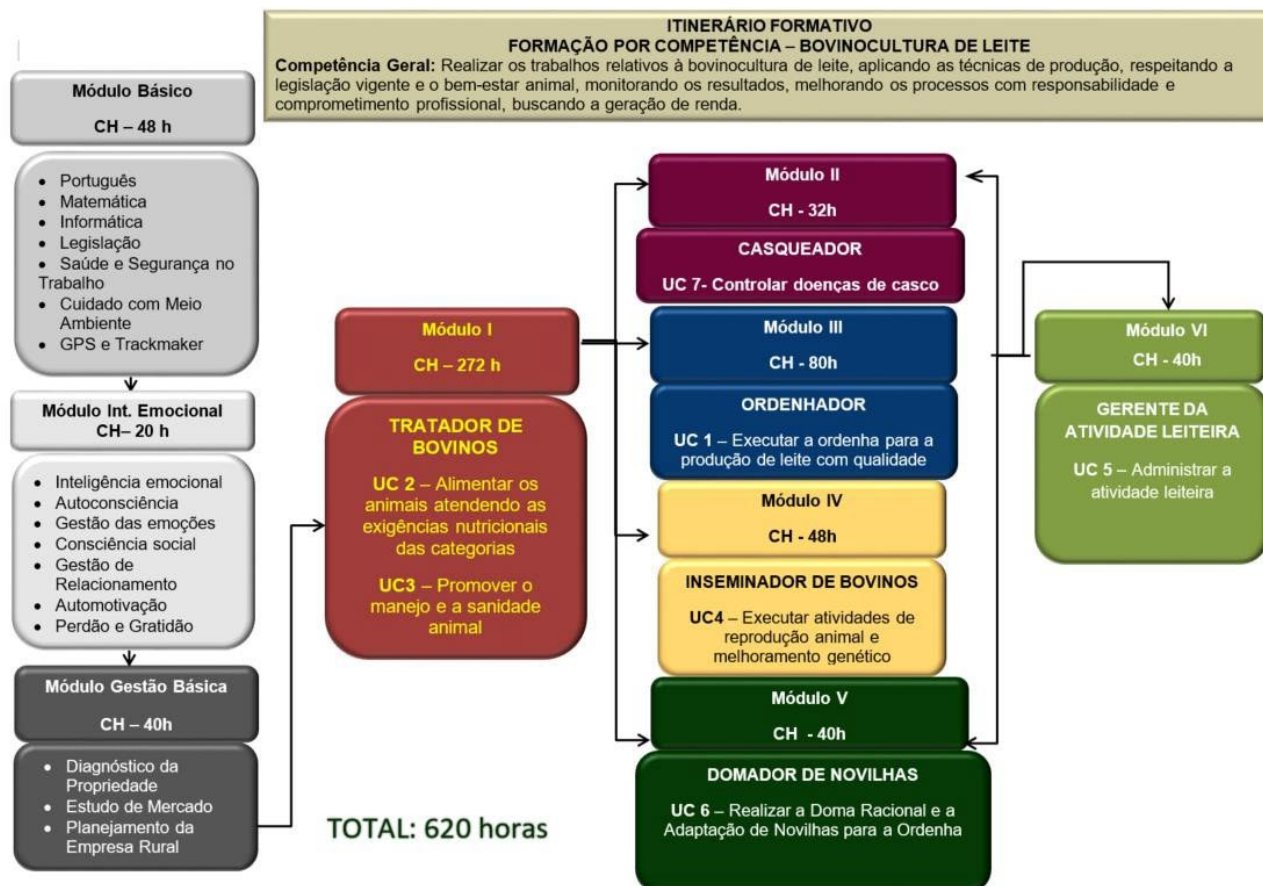 ITINERÁRIO FORMATIVO
FORMAÇÃO POR COMPETÊNCIA – BOVINOCULTURA DE LEITE
Competência Geral: Realizar os trabalhos relativos à bovinocultura de leite, aplicando as técnicas de produção, respeitando a
legislação vigente e o bem-estar animal, monitorando os resultados, melhorando os processos com responsabilidade e
comprometimento profissional, buscando a geração de renda.
Módulo Básico
CH – 48 h
• Português
• Matemática
• Informática
• Legislação
• Saúde e Segurança no
Trabalho
• Cuidado com Meio
Ambiente
• GPS e Trackmaker
Módulo Int. Emocional
CH– 20 h
• Inteligência emocional
• Autoconsciência
• Gestão das emoções
• Consciência social
• Gestão de
Relacionamento
• Automotivação
• Perdão e Gratidão
Módulo Gestão Básica
CH – 40h
• Diagnóstico da
Propriedade
• Estudo de Mercado
• Planejamento da
Empresa Rural
Módulo I
CH – 272 h
TRATADOR DE
BOVINOS
UC 2 – Alimentar os
animais atendendo as
exigências nutricionais
das categorias
UC3 – Promover o
manejo e a sanidade
animal
TOTAL: 620 horas
Módulo II
CH - 32h
CASQUEADOR
UC 7- Controlar doenças de casco
Módulo III
CH - 80h
ORDENHADOR
UC 1 – Executar a ordenha para a
produção de leite com qualidade
Módulo IV
CH - 48h
INSEMINADOR DE BOVINOS
UC4 – Executar atividades de
reprodução animal e
melhoramento genético
Módulo V
CH - 40h
DOMADOR DE NOVILHAS
UC 6 – Realizar a Doma Racional e a
Adaptação de Novilhas para a Ordenha
Módulo VI
CH - 40h
GERENTE DA
ATIVIDADE LEITEIRA
UC 5 – Administrar a
atividade leiteira